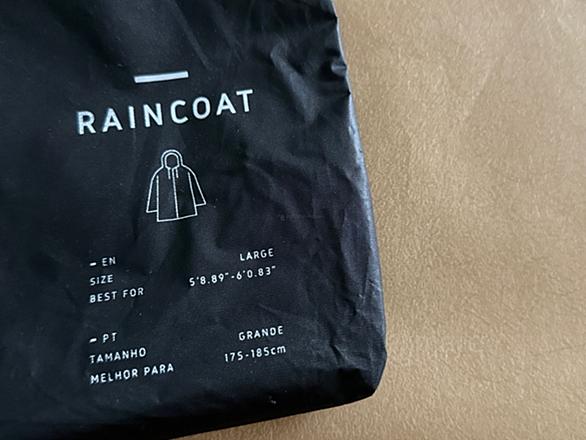 RAINCOAT
– EN
SIZE LARGE
BEST FOR 5'8.89"-6'0.83"
– PT
TAMANHO GRANDE
MELHOR PARA 175-185cm